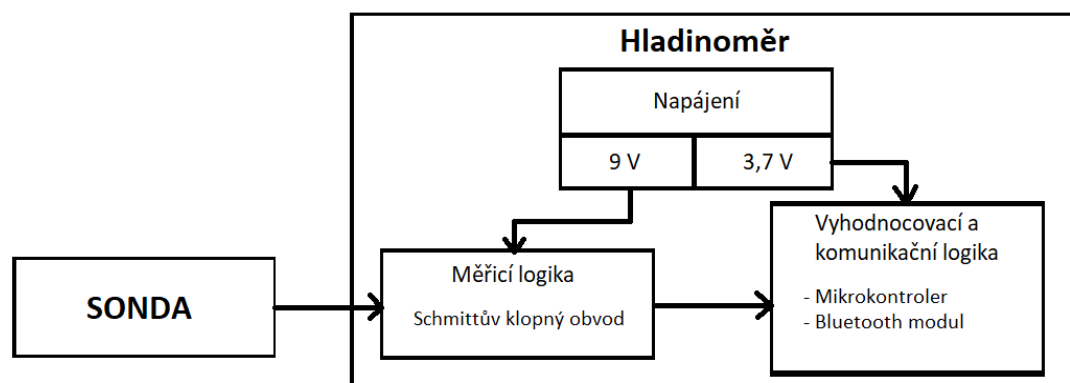 Hladinoměr
Napájení
9 V
3,7 V
SONDA
Měřicí logika
Schmittův klopný obvod
Vyhodnocovací a
komunikační logika
- Mikrokontroler
- Bluetooth modul